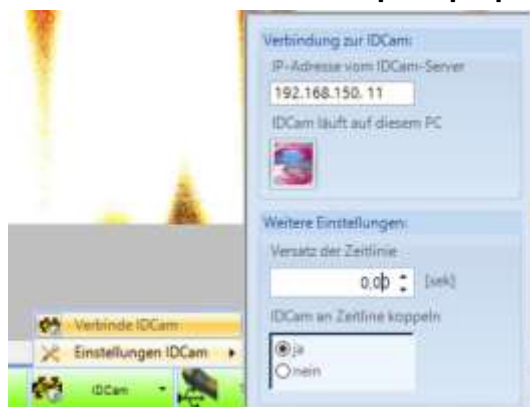 Verbindung zur IDCam:
IP-Adresse vom IDCam-Server
192.168.150. 11
IDCam läuft auf diesem PC
Weitere Einstellungen:
Versatz der Zeitlinie
0,00 [sek]
IDCam an Zeitline koppeln
ja
nein
Verbinde IDCam
Einstellungen IDCam
IDCam